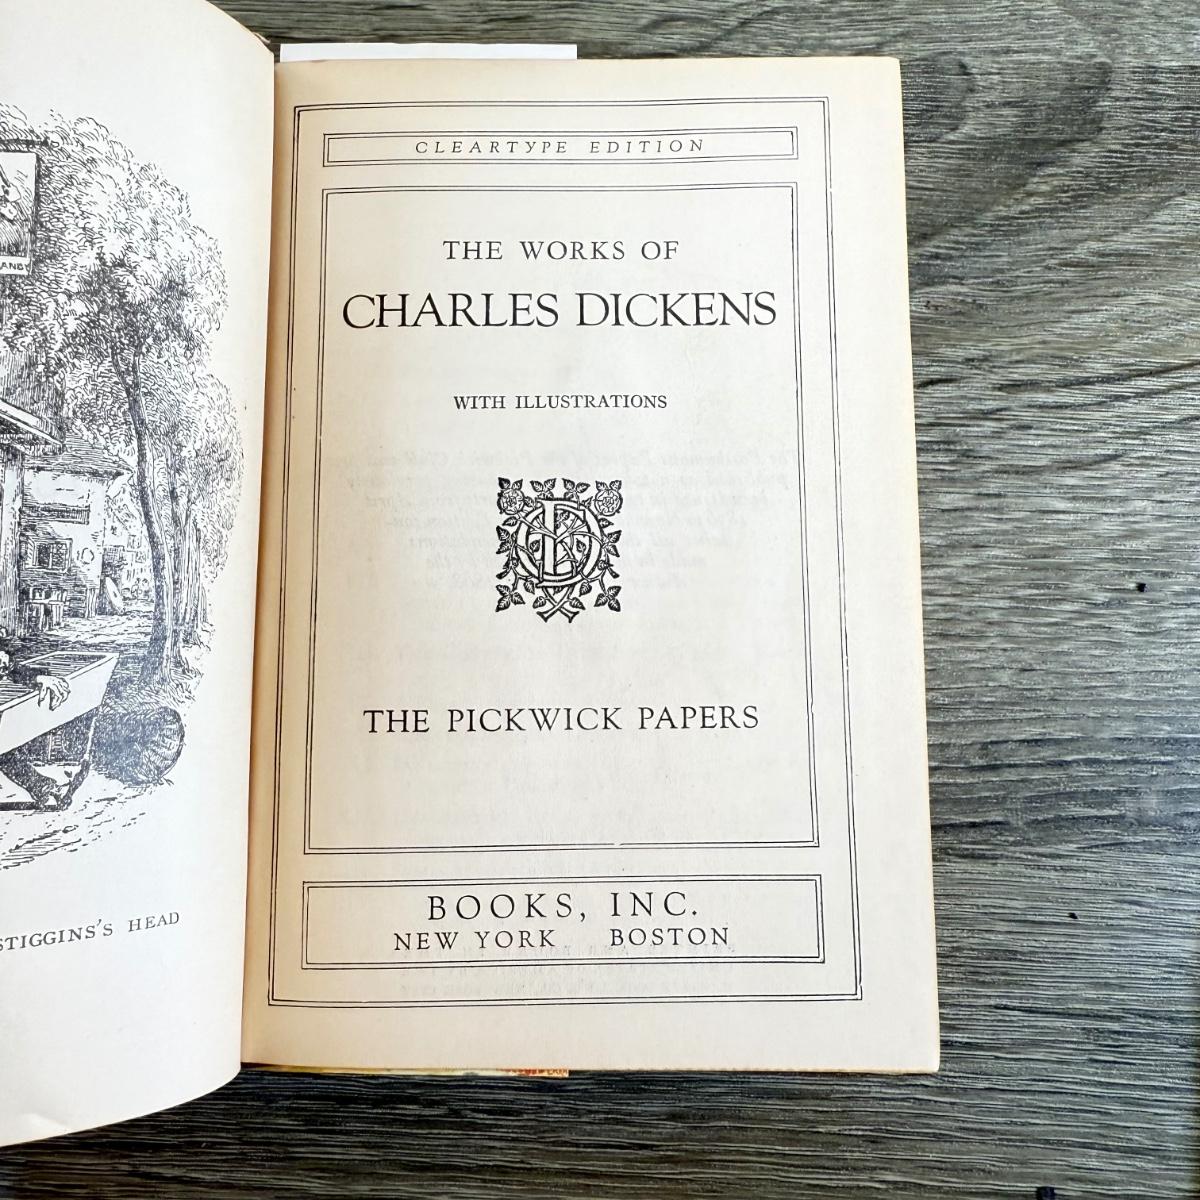 ANBY
STIGGINS'S HEAD
CLEARTYPE EDITION
THE WORKS OF
CHARLES DICKENS
WITH ILLUSTRATIONS
THE PICKWICK PAPERS
BOOKS, INC.
NEW YORK BOSTON